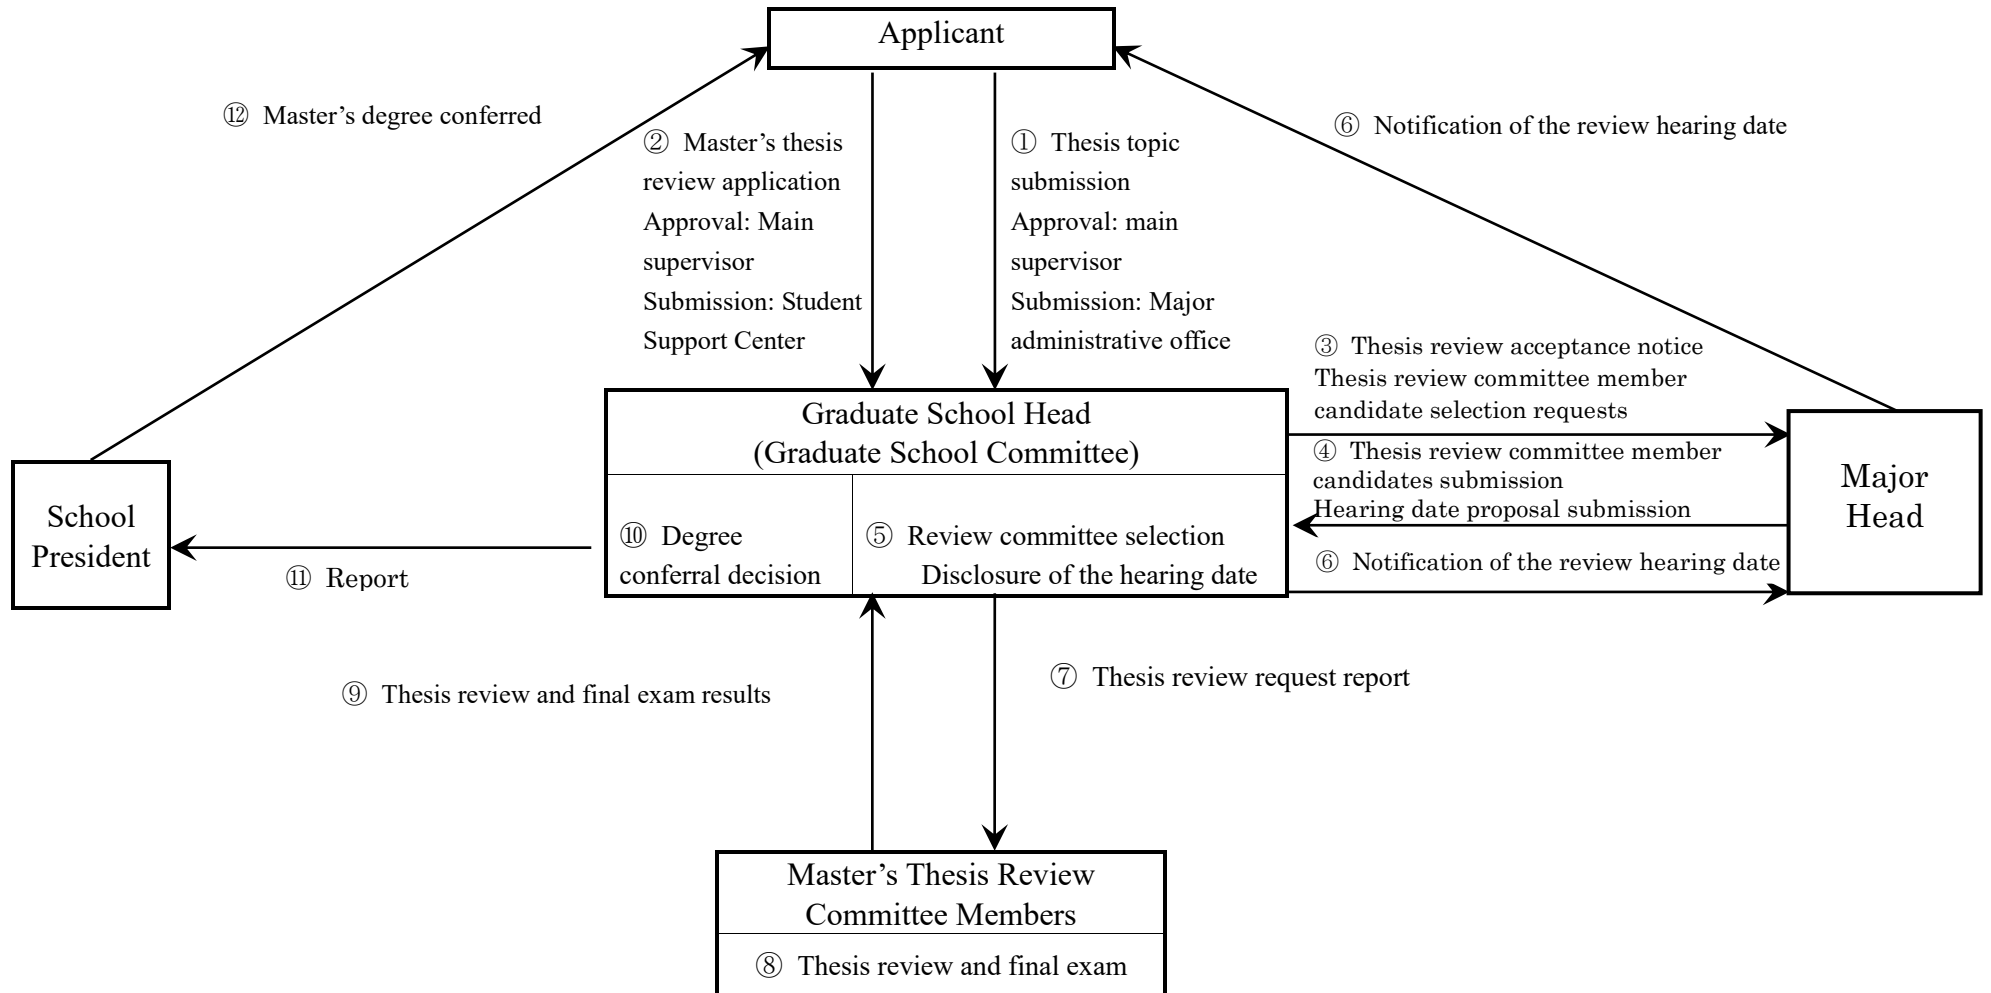 Applicant
⑫ Master’s degree conferred
⑥ Notification of the review hearing date
② Master’s thesis
review application
Approval: Main
supervisor
Submission: Student
Support Center
① Thesis topic
submission
Approval: main
supervisor
Submission: Major
administrative office
③ Thesis review acceptance notice
Thesis review committee member
candidate selection requests
Graduate School Head
(Graduate School Committee)
④ Thesis review committee member
candidates submission
Hearing date proposal submission
Major
Head
School
President
⑩ Degree
conferral decision
⑤ Review committee selection
Disclosure of the hearing date
⑥ Notification of the review hearing date
⑪ Report
⑨ Thesis review and final exam results
⑦ Thesis review request report
Master’s Thesis Review
Committee Members
⑧ Thesis review and final exam